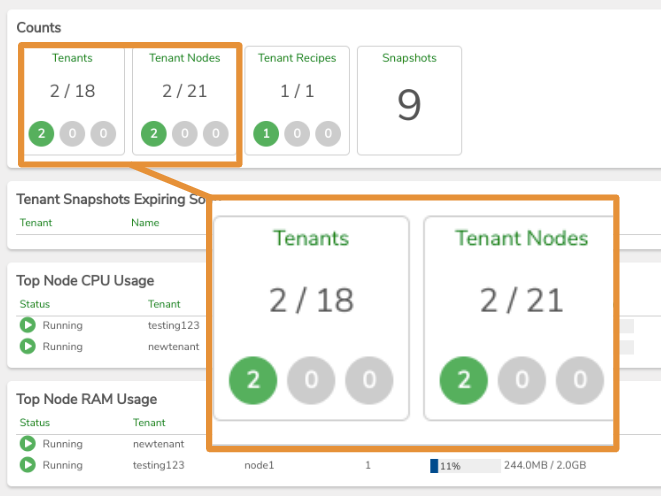 Counts
Tenants Tenant Nodes Tenant Recipes Snapshots
2 / 18 2 / 21 1 / 1 9
2 0 0 2 0 0 1 0 0
Tenant Snapshots Expiring So
Tenant Name
Tenants Tenant Nodes
2 / 18 2 / 21
2 0 0 2 0 0
Top Node CPU Usage
Status Tenant
Running testing123
Running newtenant
Top Node RAM Usage
Status Tenant
Running newtenant
Running testing123 node1 1 11% 244.0MB / 2.0GB